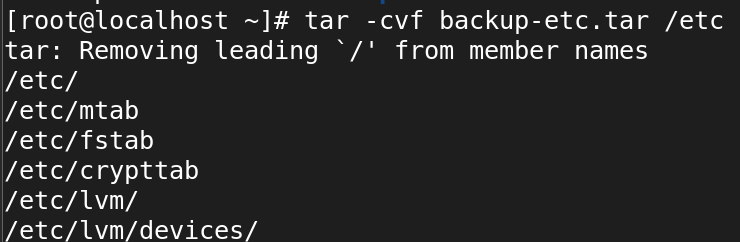 [root@localhost ~]# tar -cvf backup-etc.tar /etc
tar: Removing leading `/' from member names
/etc/
/etc/mtab
/etc/fstab
/etc/crypttab
/etc/lvm/
/etc/lvm/devices/